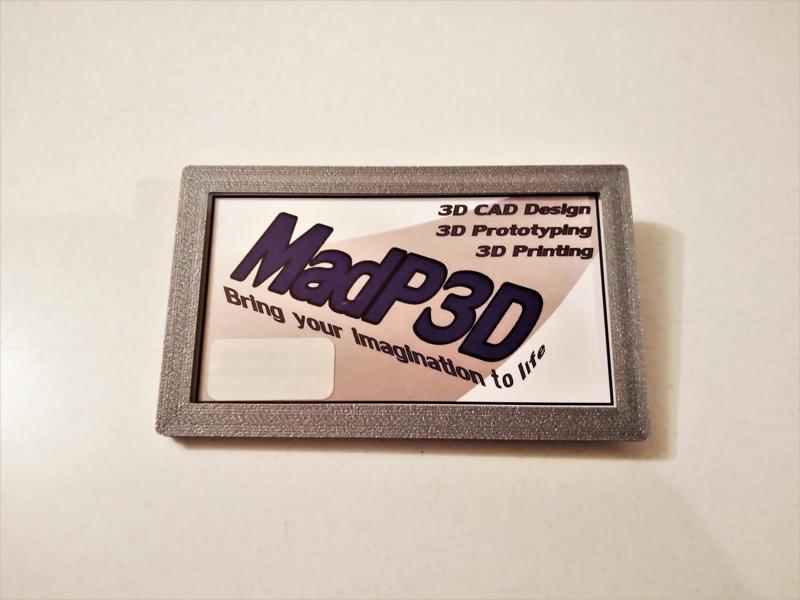 3D CAD Design
3D Prototyping
3D Printing
MadP3D
Bring your imagination to life